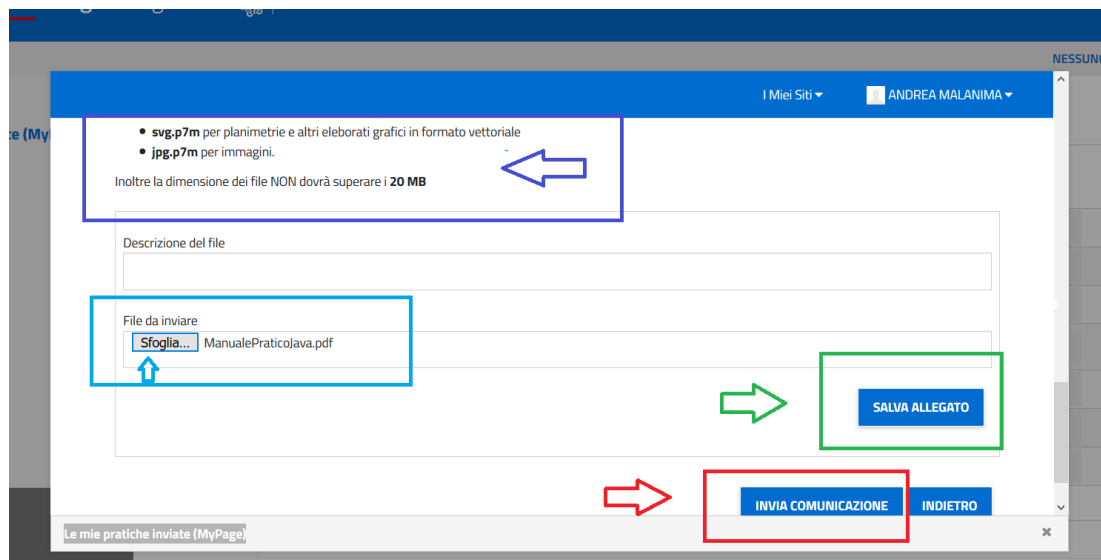 NESSUNO
I Miei Siti
ANDREA MALANIMA
svg.p7m per planimetrie e altri elaborati grafici in formato vettoriale
jpg.p7m per immagini.
Inoltre la dimensione dei file NON dovrà superare i 20 MB
Descrizione del file
File da inviare
Sfoglia... ManualePraticoJava.pdf
SALVA ALLEGATO
INVIA COMUNICAZIONE INDIETRO
Le mie pratiche inviate (MyPage)